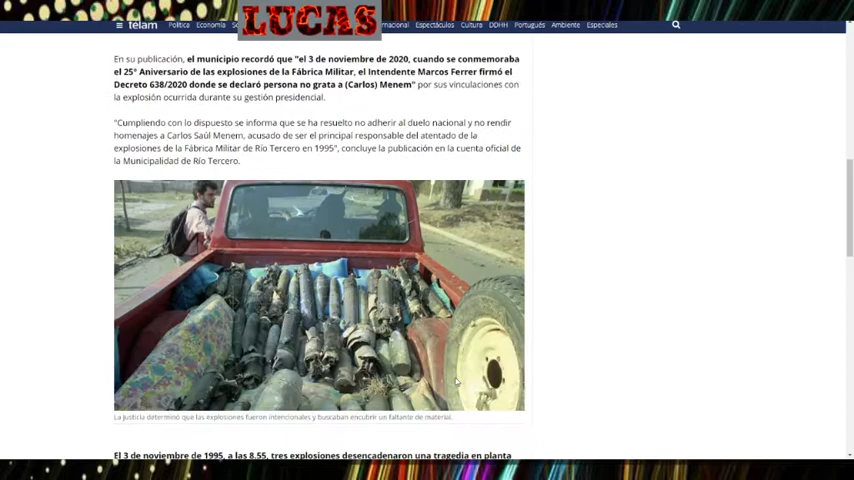 LUCAS
télam Política Economía
rnacional Espectáculos Cultura DDHH Portugués Ambiente Especiales
En su publicación, el municipio recordó que "el 3 de noviembre de 2020, cuando se conmemoraba
el 25° Aniversario de las explosiones de la Fábrica Militar, el Intendente Marcos Ferrer firmó el
Decreto 638/2020 donde se declaró persona no grata a (Carlos) Menem" por sus vinculaciones con
la explosión ocurrida durante su gestión presidencial.
"Cumpliendo con lo dispuesto se informa que se ha resuelto no adherir al duelo nacional y no rendir
homenajes a Carlos Saúl Menem, acusado de ser el principal responsable del atentado de la
explosiones de la Fábrica Militar de Río Tercero en 1995", concluye la publicación en la cuenta oficial de
la Municipalidad de Río Tercero.
La Justicia determinó que las explosiones fueron intencionales y buscaban encubrir un faltante de material.
El 3 de noviembre de 1995, a las 8.55, tres explosiones desencadenaron una tragedia en planta